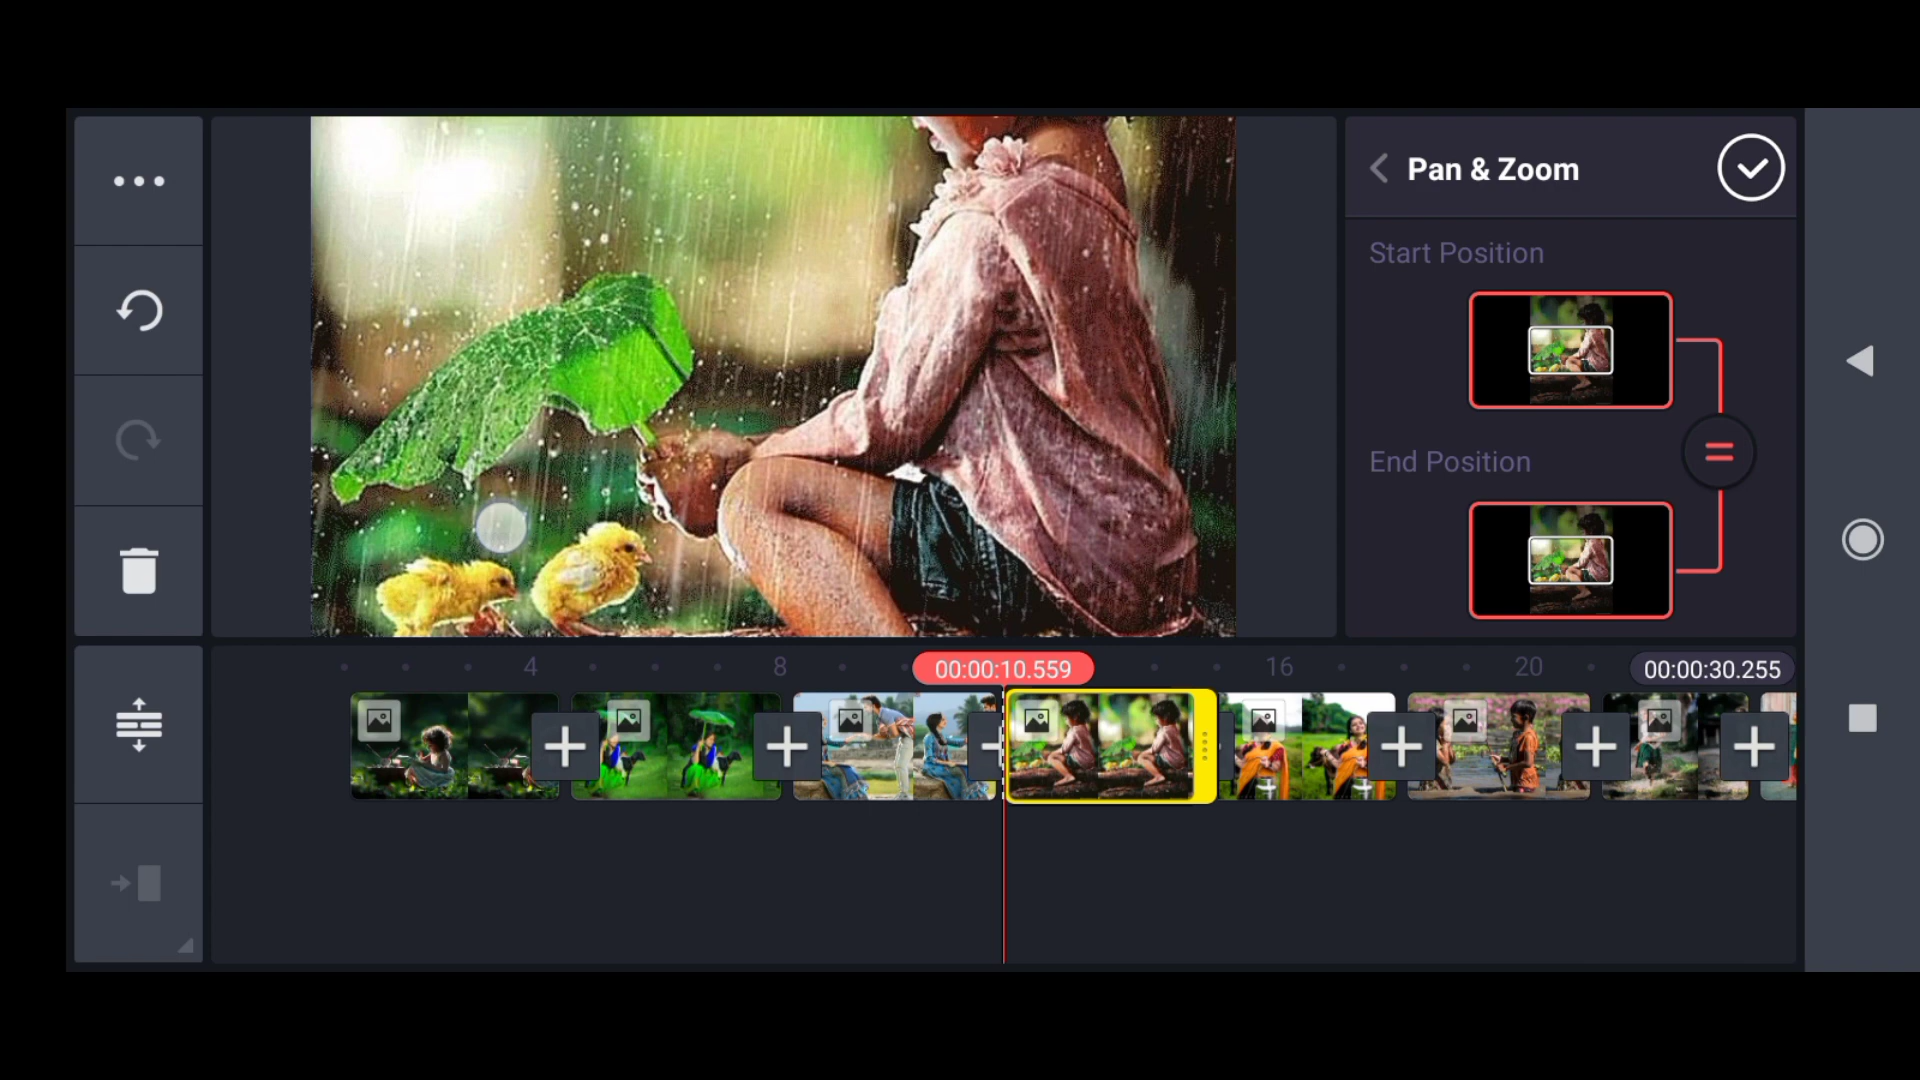 Pan & Zoom
Start Position
End Position
4
8
00:00:10.559
16
20
00:00:30.255